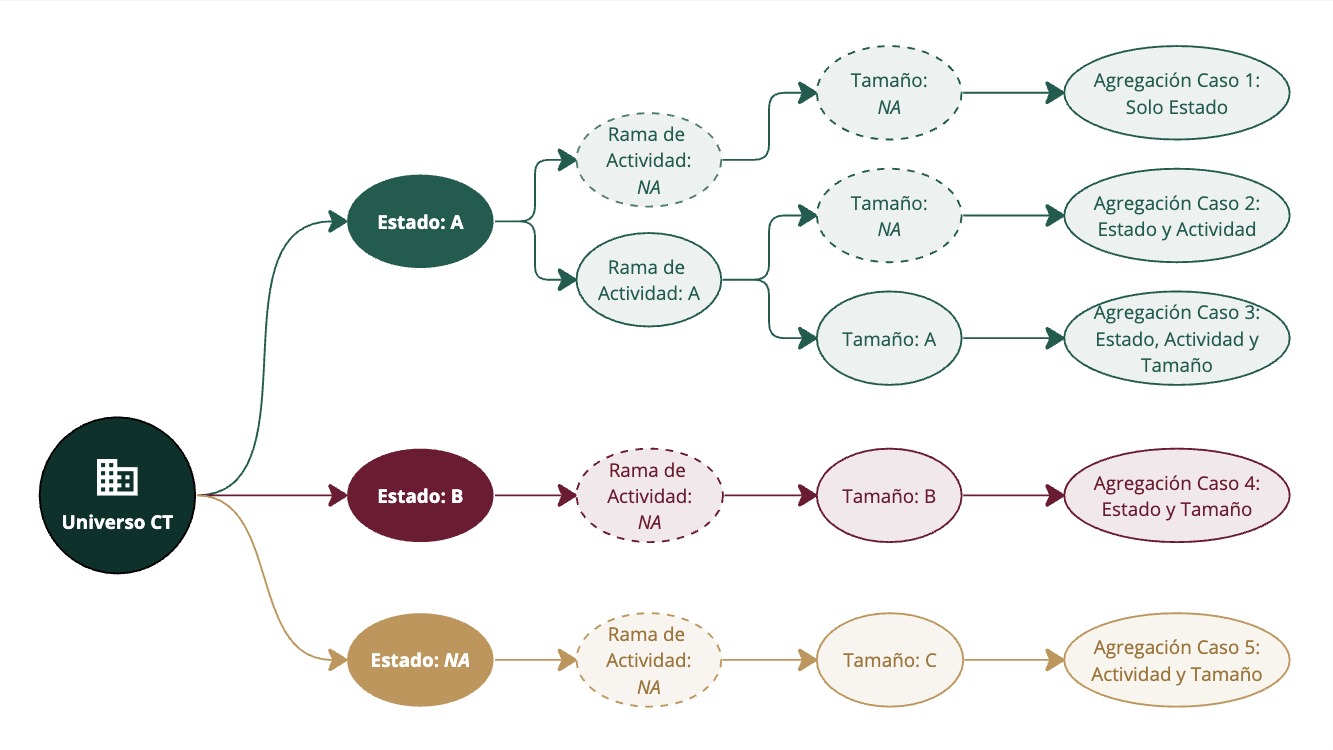 Universo CT
Estado: A
Rama de
Actividad:
NA
Tamaño:
NA
Agregación Caso 1:
Solo Estado
Rama de
Actividad: A
Tamaño:
NA
Agregación Caso 2:
Estado y Actividad
Tamaño: A
Agregación Caso 3:
Estado, Actividad y
Tamaño
Estado: B
Rama de
Actividad:
NA
Tamaño: B
Agregación Caso 4:
Estado y Tamaño
Estado: NA
Rama de
Actividad:
NA
Tamaño: C
Agregación Caso 5:
Actividad y Tamaño